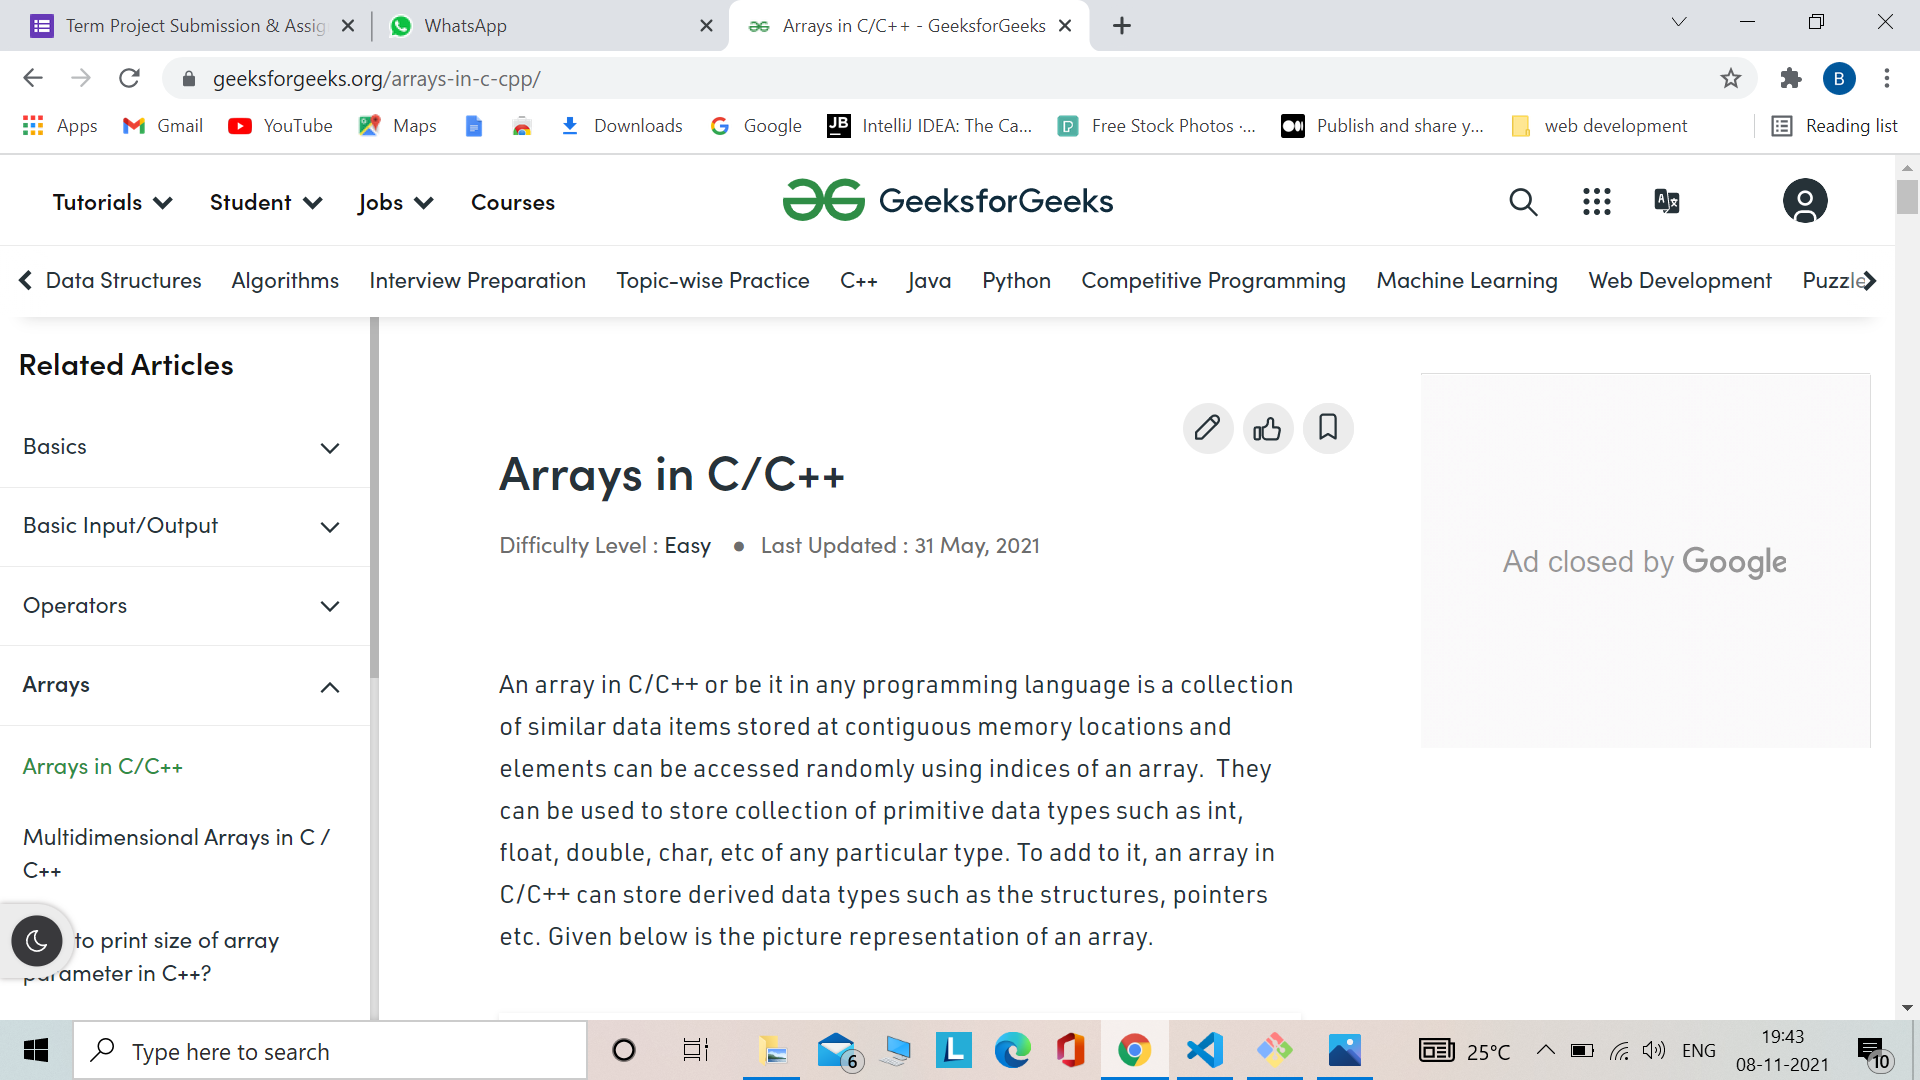 Term Project Submission & Assig
WhatsApp
Arrays in C/C++ - GeeksforGeeks
geeksforgeeks.org/arrays-in-c-cpp/
B
Apps
Gmail
YouTube
Maps
Downloads
Google
IntelliJ IDEA: The Ca...
Free Stock Photos ·...
Publish and share y...
web development
Reading list
Tutorials
Student
Jobs
Courses
GeeksforGeeks
Data Structures
Algorithms
Interview Preparation
Topic-wise Practice
C++
Java
Python
Competitive Programming
Machine Learning
Web Development
Puzzle
Related Articles
Basics
Basic Input/Output
Operators
Arrays
Arrays in C/C++
Multidimensional Arrays in C /
C++
to print size of array
parameter in C++?
Arrays in C/C++
Difficulty Level : Easy ● Last Updated : 31 May, 2021
An array in C/C++ or be it in any programming language is a collection
of similar data items stored at contiguous memory locations and
elements can be accessed randomly using indices of an array.  They
can be used to store collection of primitive data types such as int,
float, double, char, etc of any particular type. To add to it, an array in
C/C++ can store derived data types such as the structures, pointers
etc. Given below is the picture representation of an array.
Ad closed by Google
Type here to search
6
25°C
ENG
19:43
08-11-2021
10